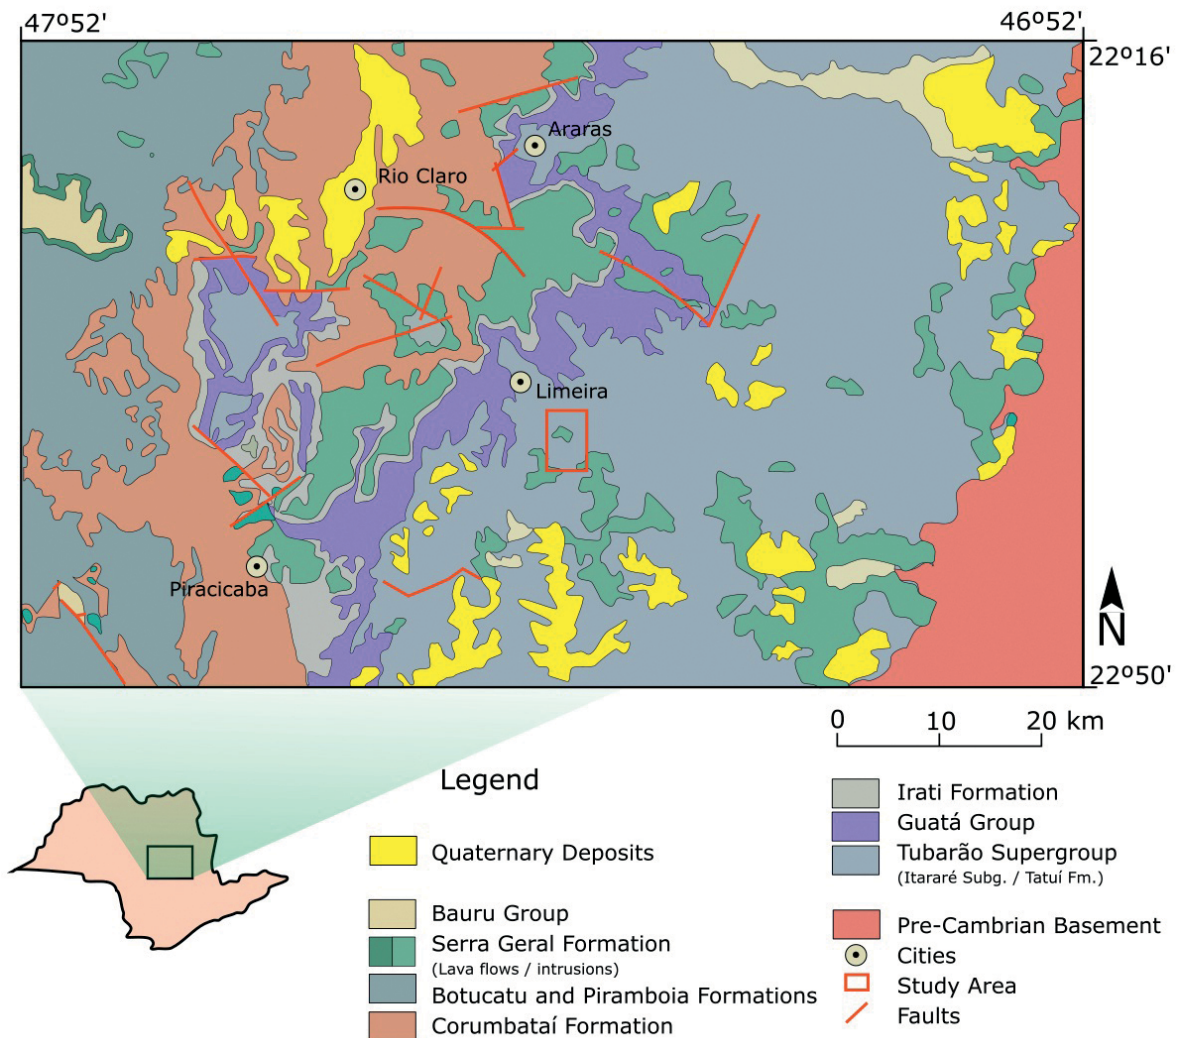 47º52'
46º52'
22º16'
Araras
Rio Claro
Limeira
Piracicaba
N
22º50'
0 10 20 km
Legend
Quaternary Deposits
Bauru Group
Serra Geral Formation
(Lava flows / intrusions)
Botucatu and Piramboia Formations
Corumbataí Formation
Irati Formation
Guatá Group
Tubarão Supergroup
(Itararé Subg. / Tatuí Fm.)
Pre-Cambrian Basement
Cities
Study Area
Faults